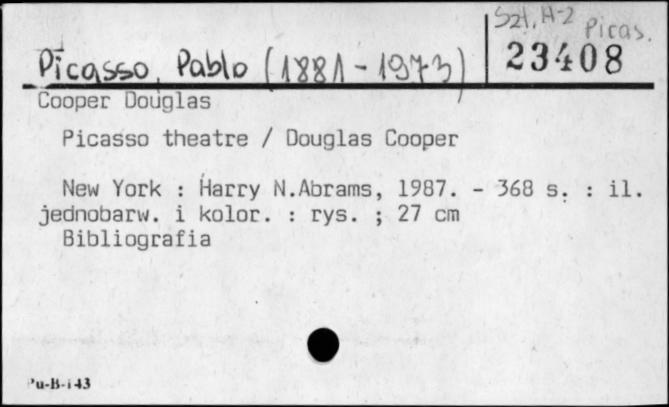 Szt. A-2 Picas.
Picasso, Pablo (1881-1973) 23408
Cooper Douglas
Picasso theatre / Douglas Cooper
New York : Harry N.Abrams, 1987. - 368 s. : il.
jednobarw. i kolor. : rys. ; 27 cm
Bibliografia
Pu-B-143